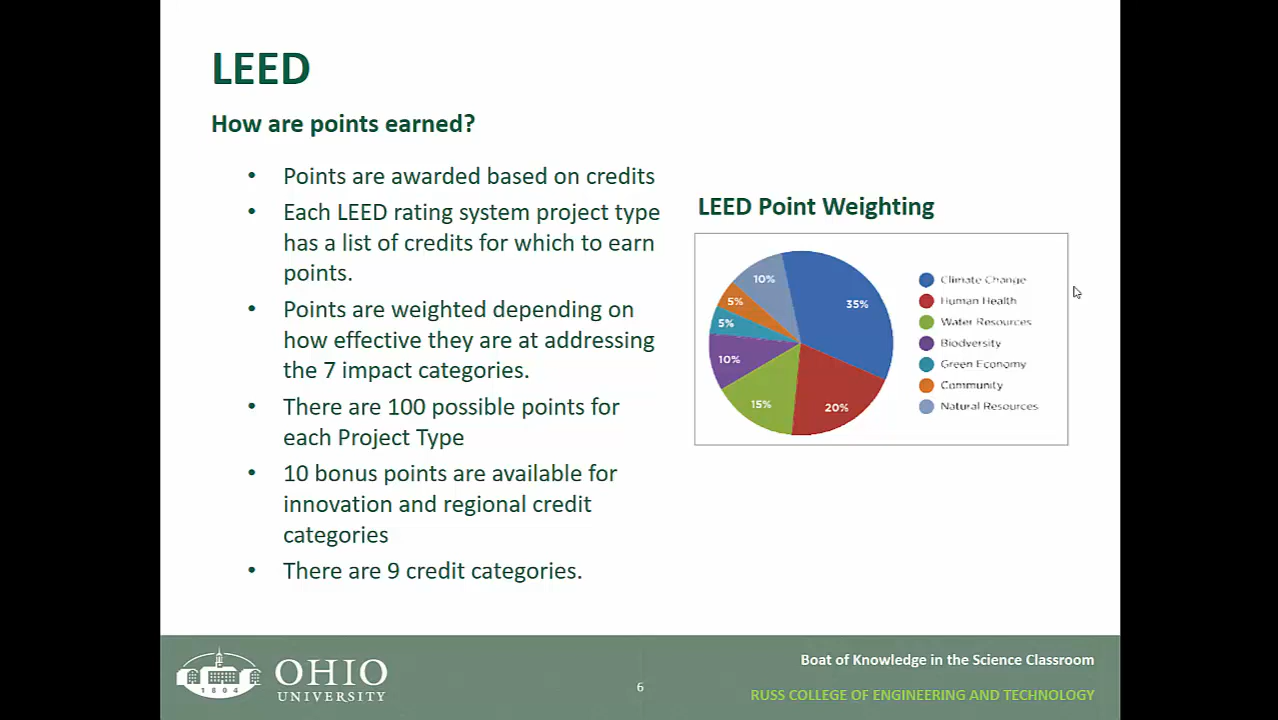 LEED
How are points earned?
• Points are awarded based on credits
• Each LEED rating system project type
has a list of credits for which to earn
points.
• Points are weighted depending on
how effective they are at addressing
the 7 impact categories.
• There are 100 possible points for
each Project Type
• 10 bonus points are available for
innovation and regional credit
categories
• There are 9 credit categories.
LEED Point Weighting
35%
20%
15%
10%
5%
5%
10%
Climate Change
Human Health
Water Resources
Biodiversity
Green Economy
Community
Natural Resources
1804
OHIO
UNIVERSITY
6
Boat of Knowledge in the Science Classroom
RUSS COLLEGE OF ENGINEERING AND TECHNOLOGY